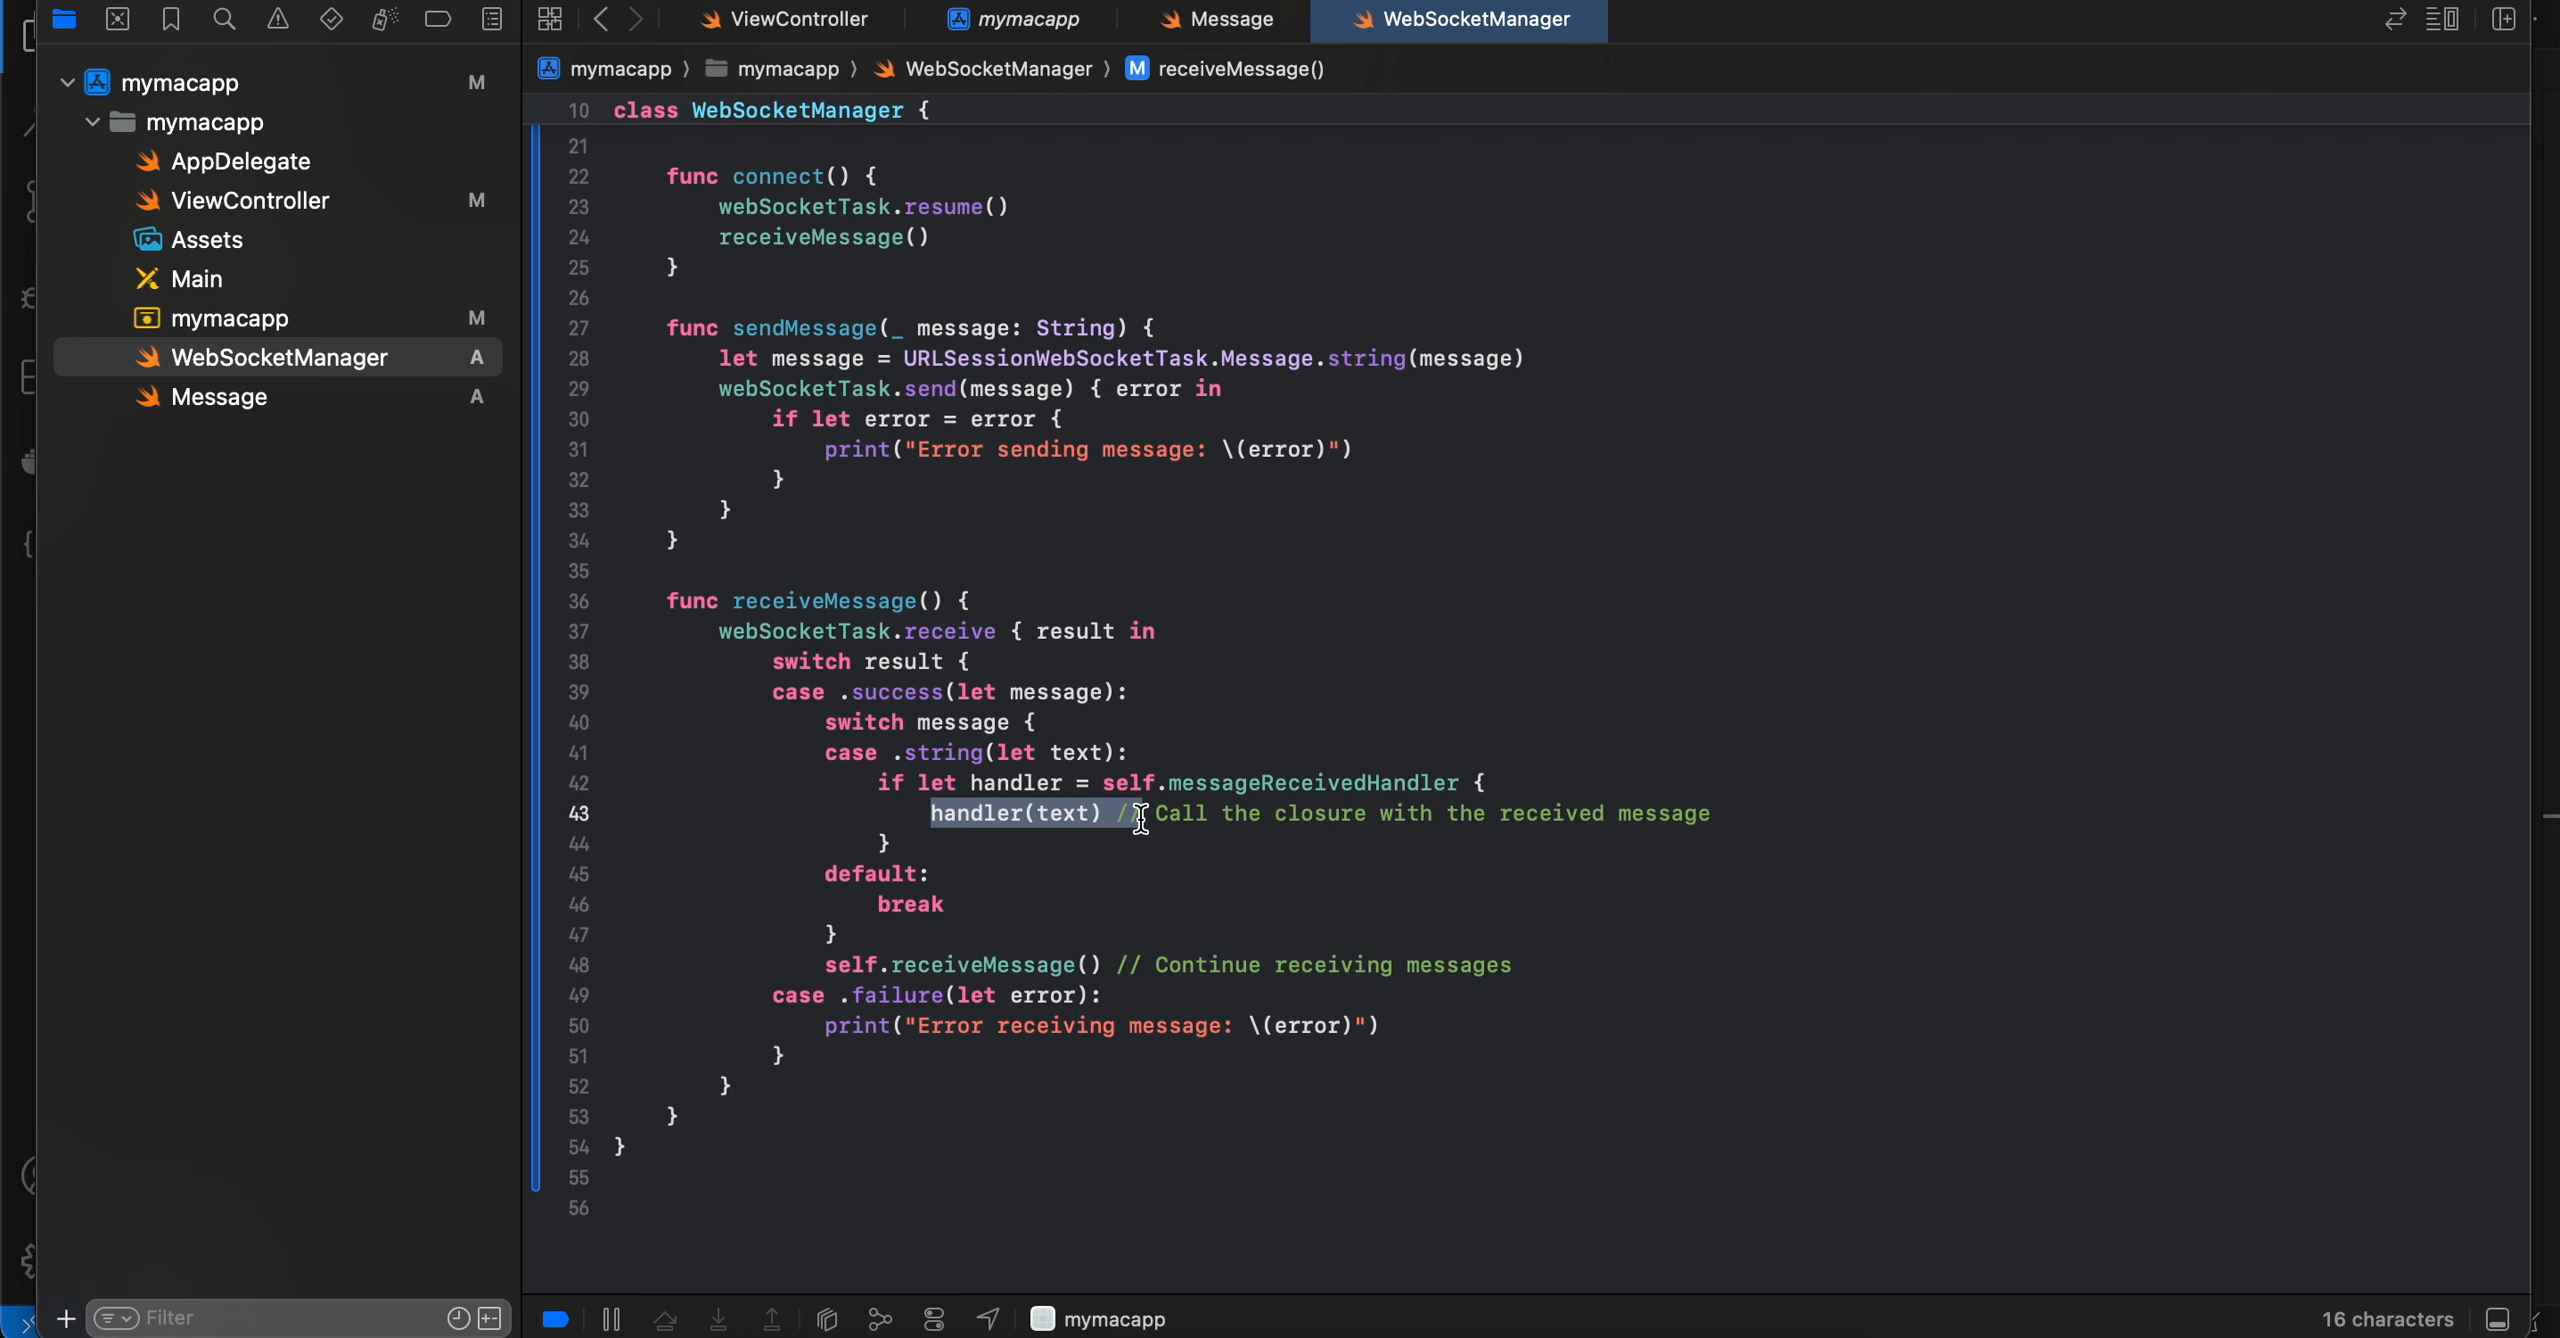 ViewController
mymacapp
Message
WebSocketManager
mymacapp 〉 mymacapp 〉 WebSocketManager 〉 M receiveMessage()
mymacapp M
mymacapp
AppDelegate
ViewController M
Assets
Main
mymacapp M
WebSocketManager A
Message A
10 class WebSocketManager {
21
22 func connect() {
23 webSocketTask.resume()
24 receiveMessage()
25 }
26
27 func sendMessage(_ message: String) {
28 let message = URLSessionWebSocketTask.Message.string(message)
29 webSocketTask.send(message) { error in
30 if let error = error {
31 print("Error sending message: \(error)")
32 }
33 }
34 }
35
36 func receiveMessage() {
37 webSocketTask.receive { result in
38 switch result {
39 case .success(let message):
40 switch message {
41 case .string(let text):
42 if let handler = self.messageReceivedHandler {
43 handler(text) // Call the closure with the received message
44 }
45 default:
46 break
47 }
48 self.receiveMessage() // Continue receiving messages
49 case .failure(let error):
50 print("Error receiving message: \(error)")
51 }
52 }
53 }
54 }
55
56
Filter
mymacapp
16 characters